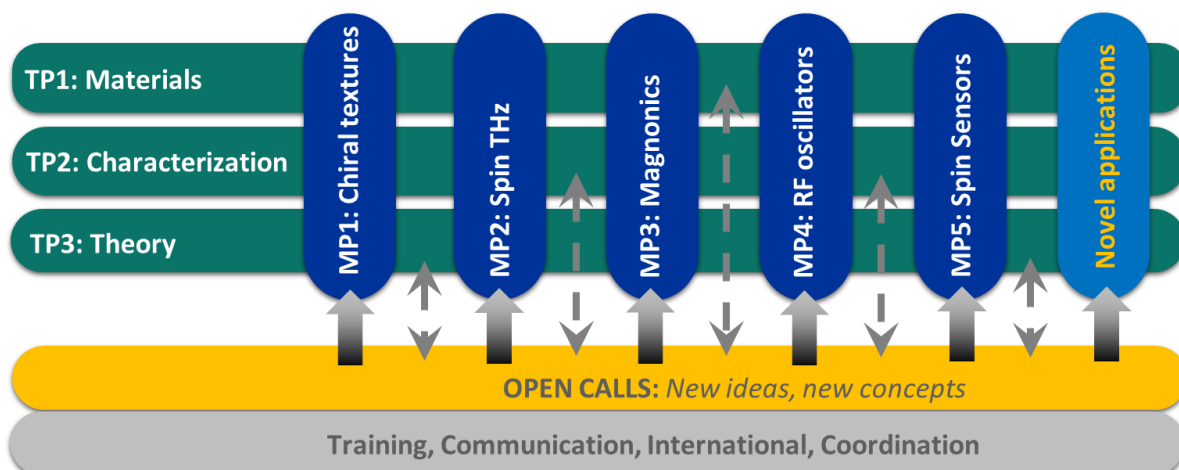 TP1: Materials
TP2: Characterization
TP3: Theory
MP1: Chiral textures
MP2: Spin THz
MP3: Magnonics
MP4: RF oscillators
MP5: Spin Sensors
Novel applications
OPEN CALLS: New ideas, new concepts
Training, Communication, International, Coordination